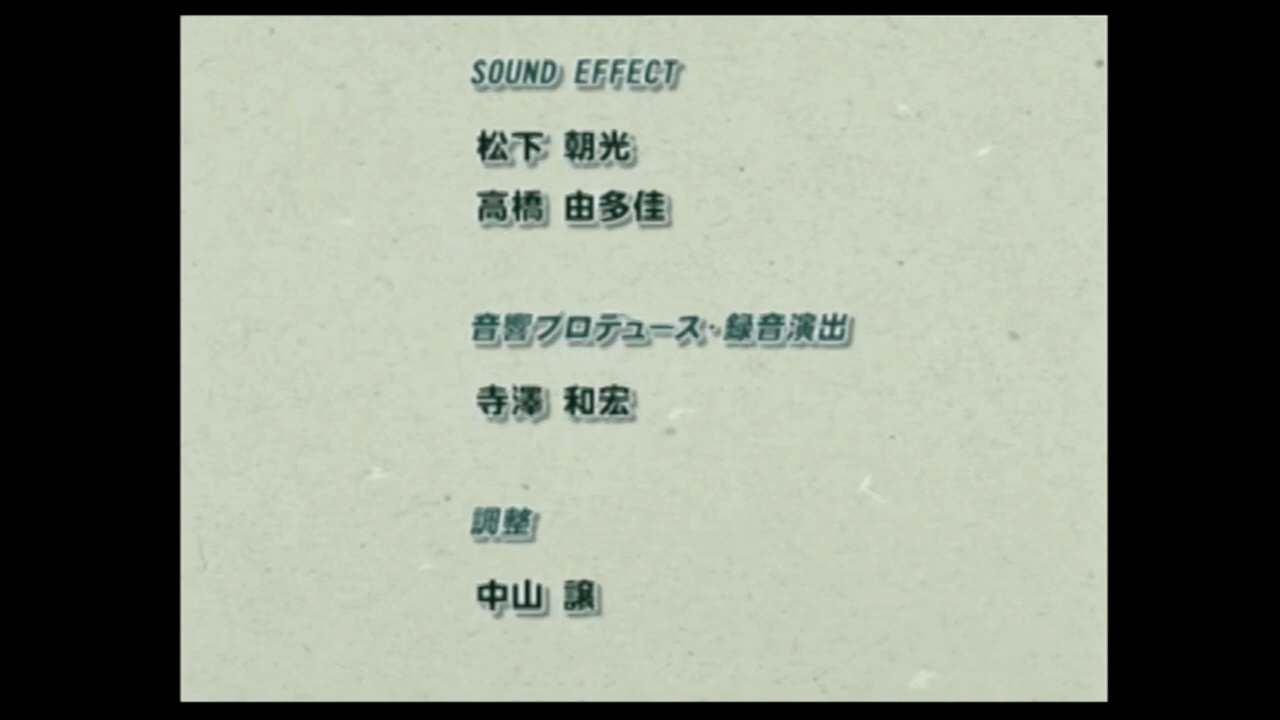 SOUND EFFECT
松下 朝光
高橋 由多佳
音響プロデュース・録音演出
寺澤 和宏
調整
中山 譲